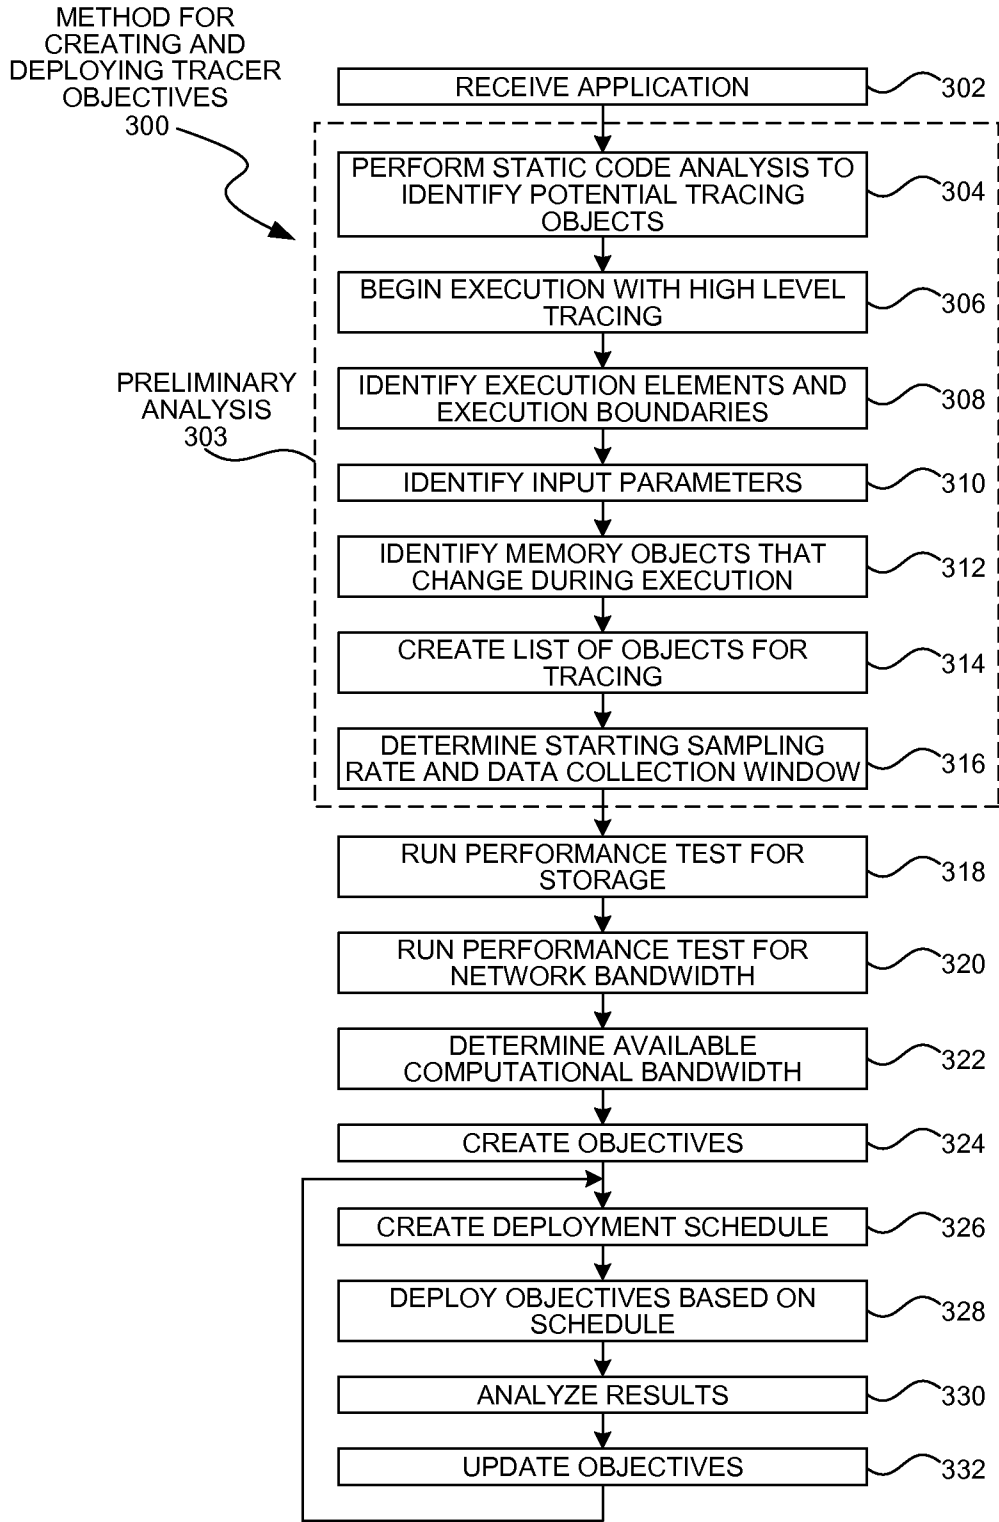 METHOD FOR
CREATING AND
DEPLOYING TRACER
OBJECTIVES
300
RECEIVE APPLICATION
302
PERFORM STATIC CODE ANALYSIS TO
IDENTIFY POTENTIAL TRACING
OBJECTS
304
BEGIN EXECUTION WITH HIGH LEVEL
TRACING
306
PRELIMINARY
ANALYSIS
303
IDENTIFY EXECUTION ELEMENTS AND
EXECUTION BOUNDARIES
308
IDENTIFY INPUT PARAMETERS
310
IDENTIFY MEMORY OBJECTS THAT
CHANGE DURING EXECUTION
312
CREATE LIST OF OBJECTS FOR
TRACING
314
DETERMINE STARTING SAMPLING
RATE AND DATA COLLECTION WINDOW
316
RUN PERFORMANCE TEST FOR
STORAGE
318
RUN PERFORMANCE TEST FOR
NETWORK BANDWIDTH
320
DETERMINE AVAILABLE
COMPUTATIONAL BANDWIDTH
322
CREATE OBJECTIVES
324
CREATE DEPLOYMENT SCHEDULE
326
DEPLOY OBJECTIVES BASED ON
SCHEDULE
328
ANALYZE RESULTS
330
UPDATE OBJECTIVES
332